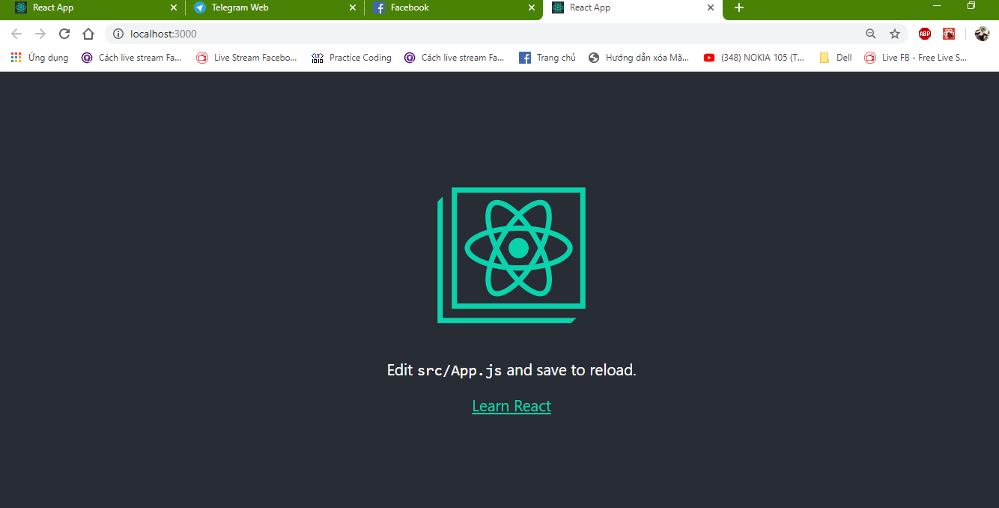 React App
Telegram Web
Facebook
React App
localhost:3000
ABP
Ứng dụng
Cách live stream Fa...
Live Stream Facebo...
Practice Coding
Cách live stream Fa...
Trang chủ
Hướng dẫn xóa Mã...
(348) NOKIA 105 (T...
Dell
Live FB - Free Live S...
Edit src/App.js and save to reload.
Learn React